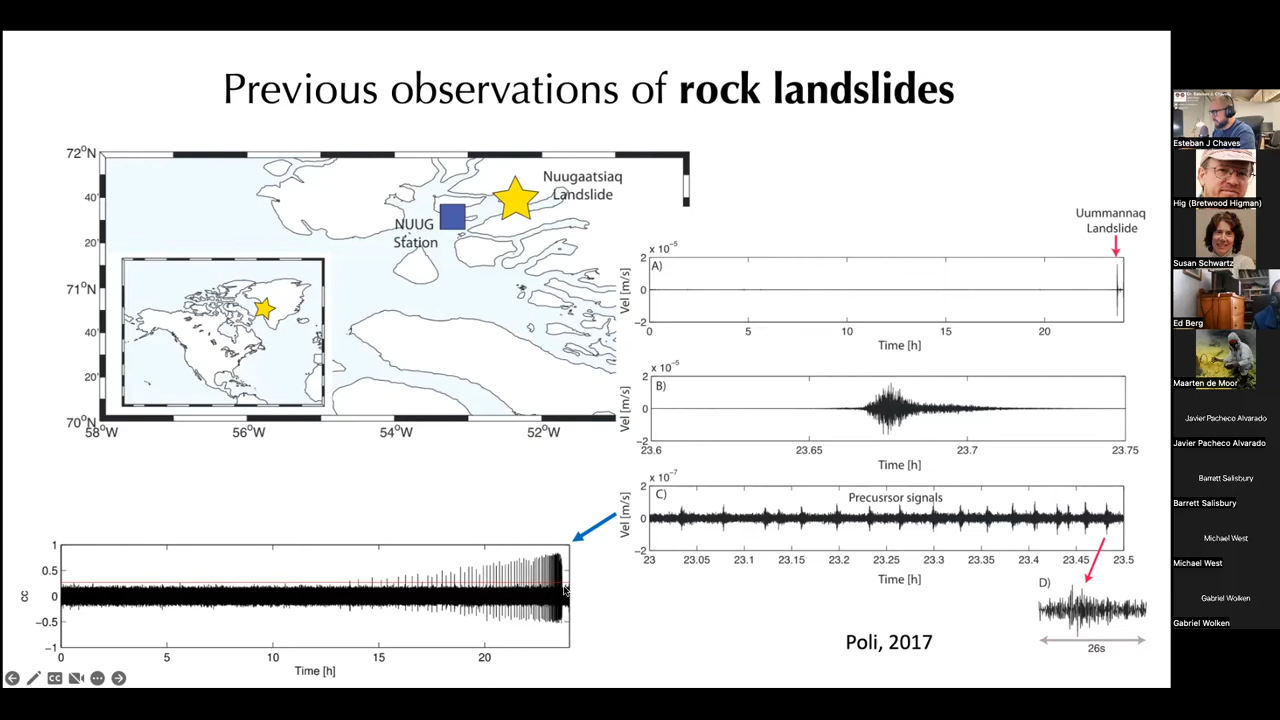 Previous observations of rock landslides
72°N
40'
20'
71°N
40'
20'
70°N
58°W
56°W
54°W
52°W
Nuugaatsiaq
Landslide
NUUG
Station
Uummannaq
Landslide
x 10⁻⁵
A)
Vel [m/s]
2
0
−2
0
5
10
15
20
Time [h]
x 10⁻⁵
B)
Vel [m/s]
2
0
−2
23.6
23.65
23.7
23.75
Time [h]
x 10⁻⁷
C)
Precusrsor signals
Vel [m/s]
2
0
−2
23
23.05
23.1
23.15
23.2
23.25
23.3
23.35
23.4
23.45
23.5
Time [h]
D)
26s
cc
1
0.5
0
−0.5
−1
0
5
10
15
20
Time [h]
Poli, 2017
CC
Esteban J Chaves
Hig (Bretwood Higman)
Susan Schwartz
Ed Berg
Maarten de Moor
Javier Pacheco Alvarado
Javier Pacheco Alvarado
Barrett Salisbury
Barrett Salisbury
Michael West
Michael West
Gabriel Wolken
Gabriel Wolken